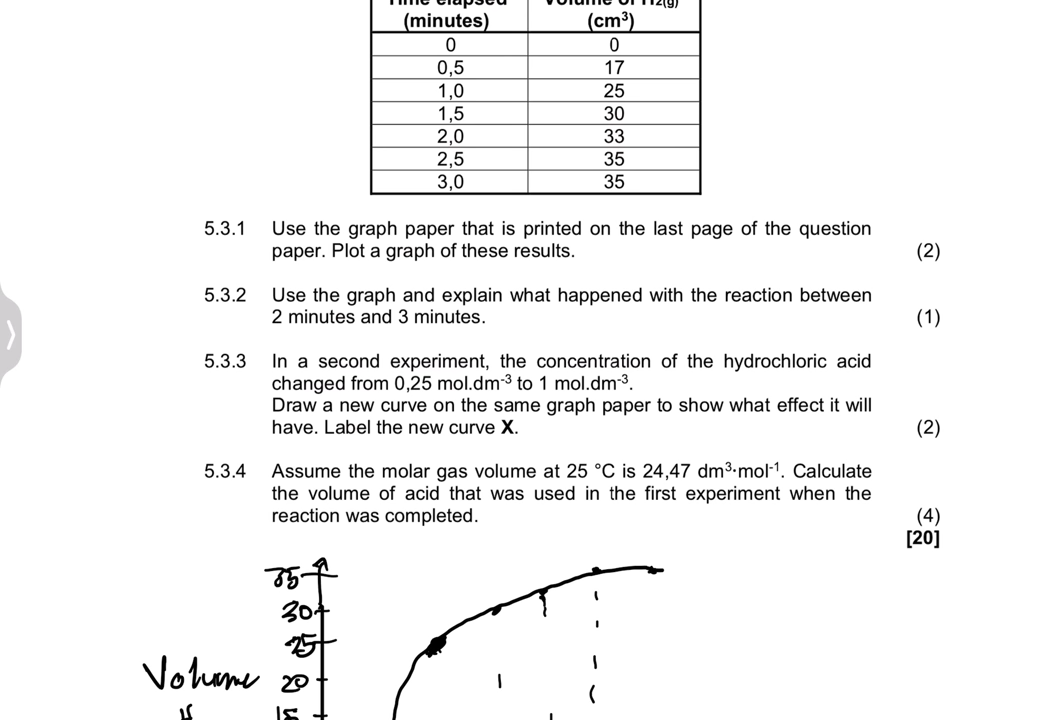 (minutes) (cm³)
0 0
0,5 17
1,0 25
1,5 30
2,0 33
2,5 35
3,0 35
5.3.1 Use the graph paper that is printed on the last page of the question
paper. Plot a graph of these results. (2)
5.3.2 Use the graph and explain what happened with the reaction between
2 minutes and 3 minutes. (1)
5.3.3 In a second experiment, the concentration of the hydrochloric acid
changed from 0,25 mol.dm⁻³ to 1 mol.dm⁻³.
Draw a new curve on the same graph paper to show what effect it will
have. Label the new curve X. (2)
5.3.4 Assume the molar gas volume at 25 °C is 24,47 dm³·mol⁻¹. Calculate
the volume of acid that was used in the first experiment when the
reaction was completed. (4)
[20]
35
30
25
Volume 20
15